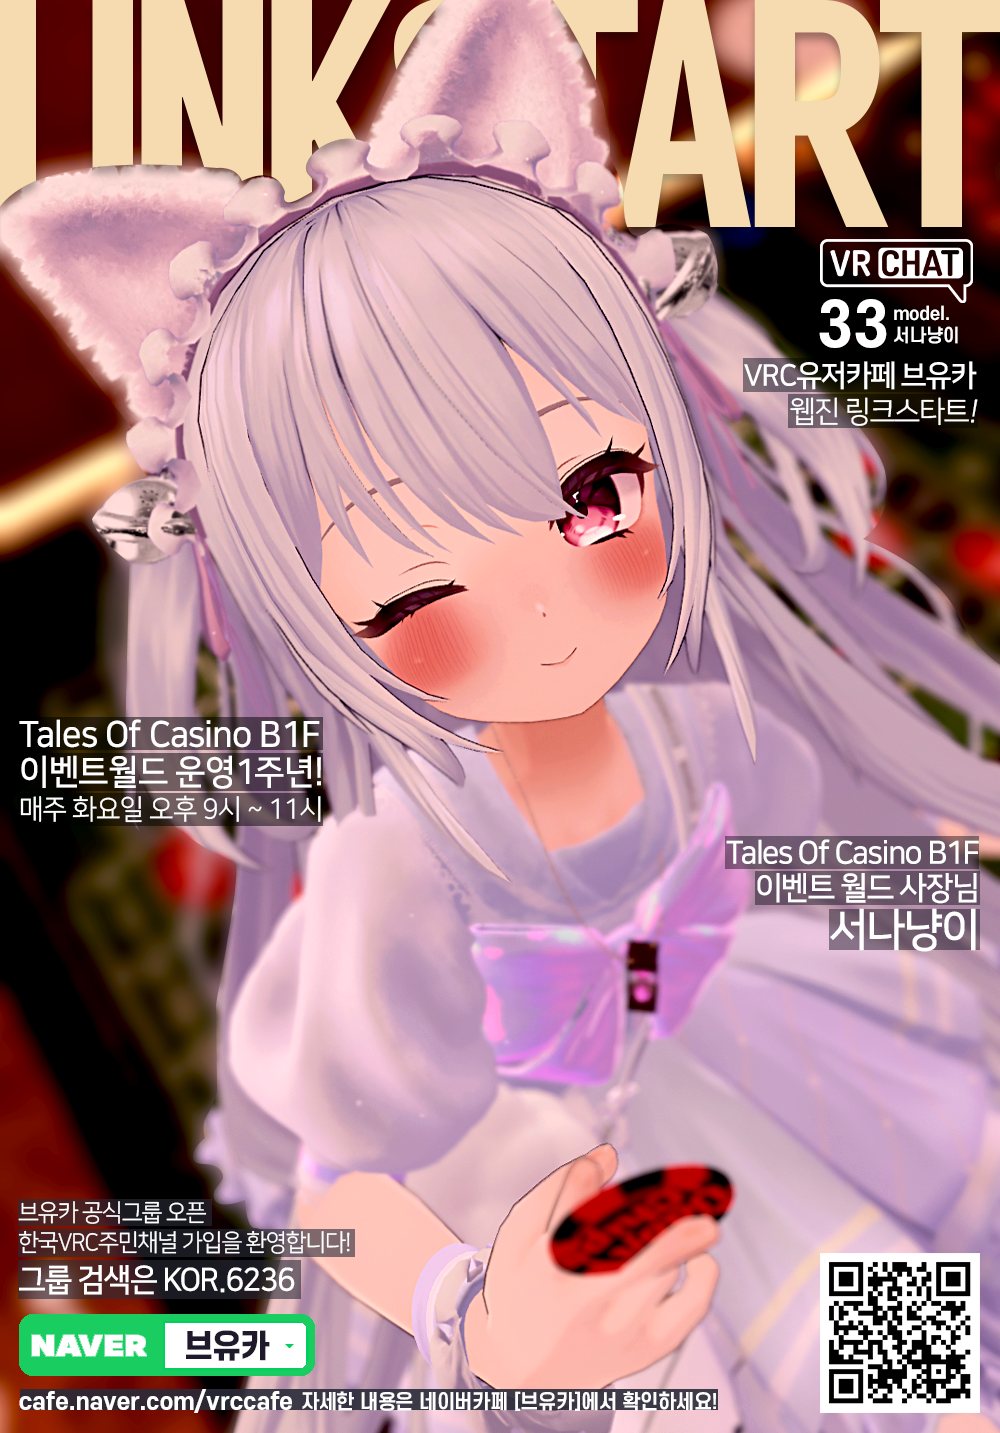 LINKSTART
VR CHAT
33 model.
서나냥이
VRC유저카페 브유카
웹진 링크스타트!
Tales Of Casino B1F
이벤트월드 운영1주년!
매주 화요일 오후 9시 ~ 11시
Tales Of Casino B1F
이벤트 월드 사장님
서나냥이
브유카 공식그룹 오픈
한국VRC주민채널 가입을 환영합니다!
그룹 검색은 KOR.6236
NAVER 브유카
cafe.naver.com/vrccafe 자세한 내용은 네이버카페 [브유카]에서 확인하세요!